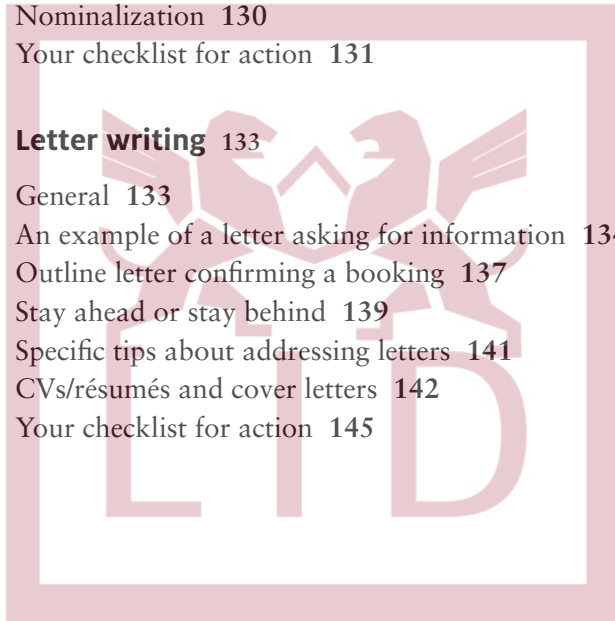 Nominalization 130
Your checklist for action 131
Letter writing 133
General 133
An example of a letter asking for information 134
Outline letter confirming a booking 137
Stay ahead or stay behind 139
Specific tips about addressing letters 141
CVs/résumés and cover letters 142
Your checklist for action 145
LTD